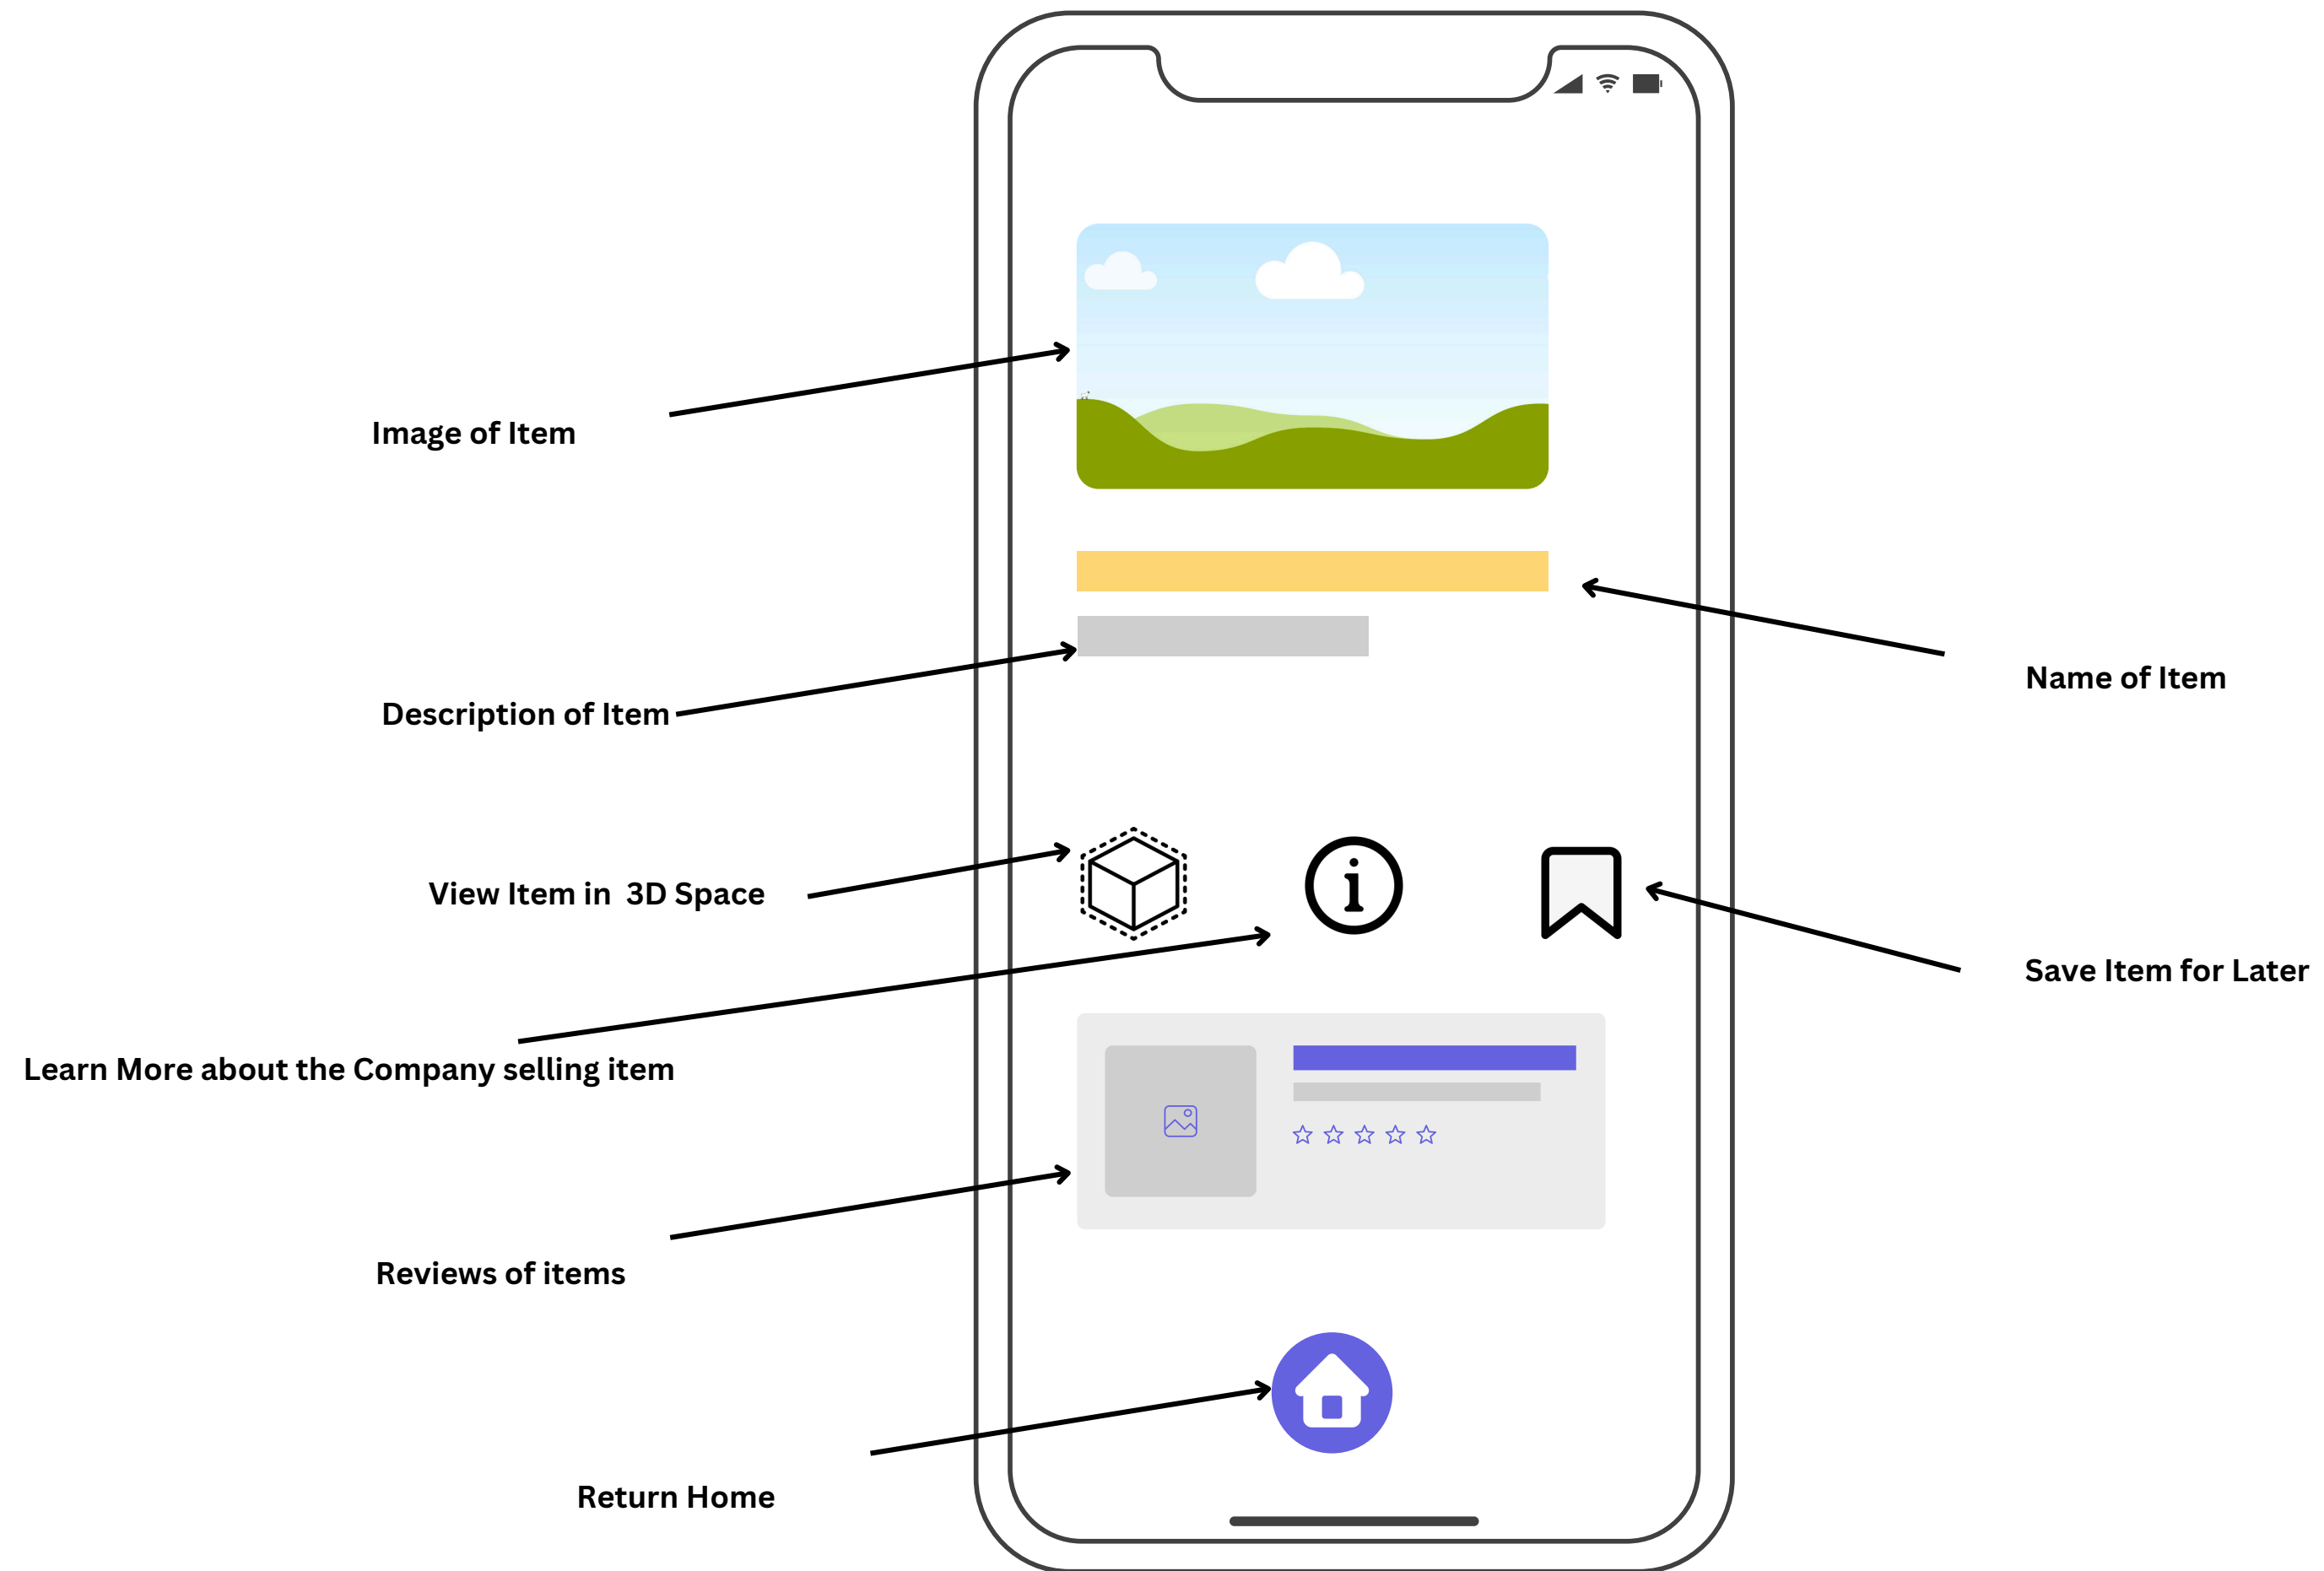 Image of Item
Name of Item
Description of Item
View Item in  3D Space
Save Item for Later
Learn More about the Company selling item
Reviews of items
Return Home